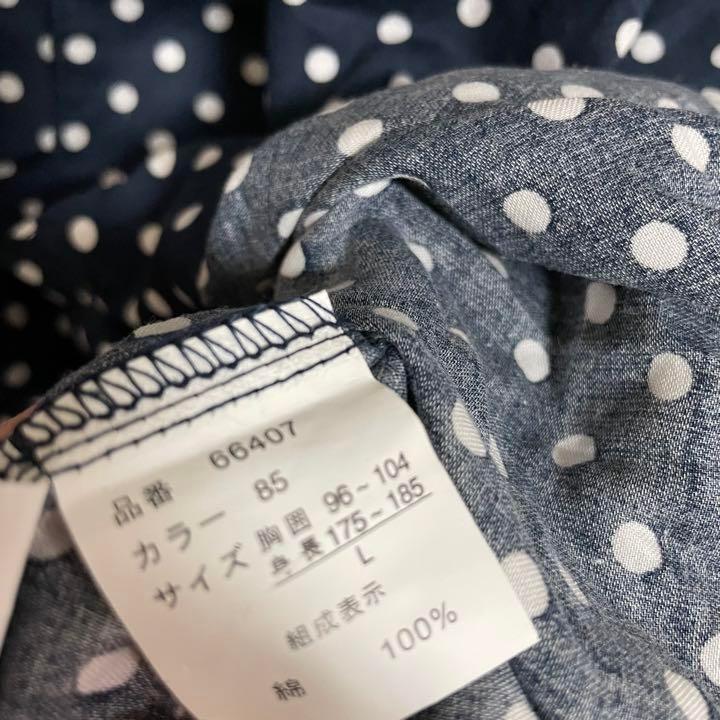 品番 66407
カラー 85
サイズ 胸囲 96~104
身長 175~185
L
組成表示
綿 100%